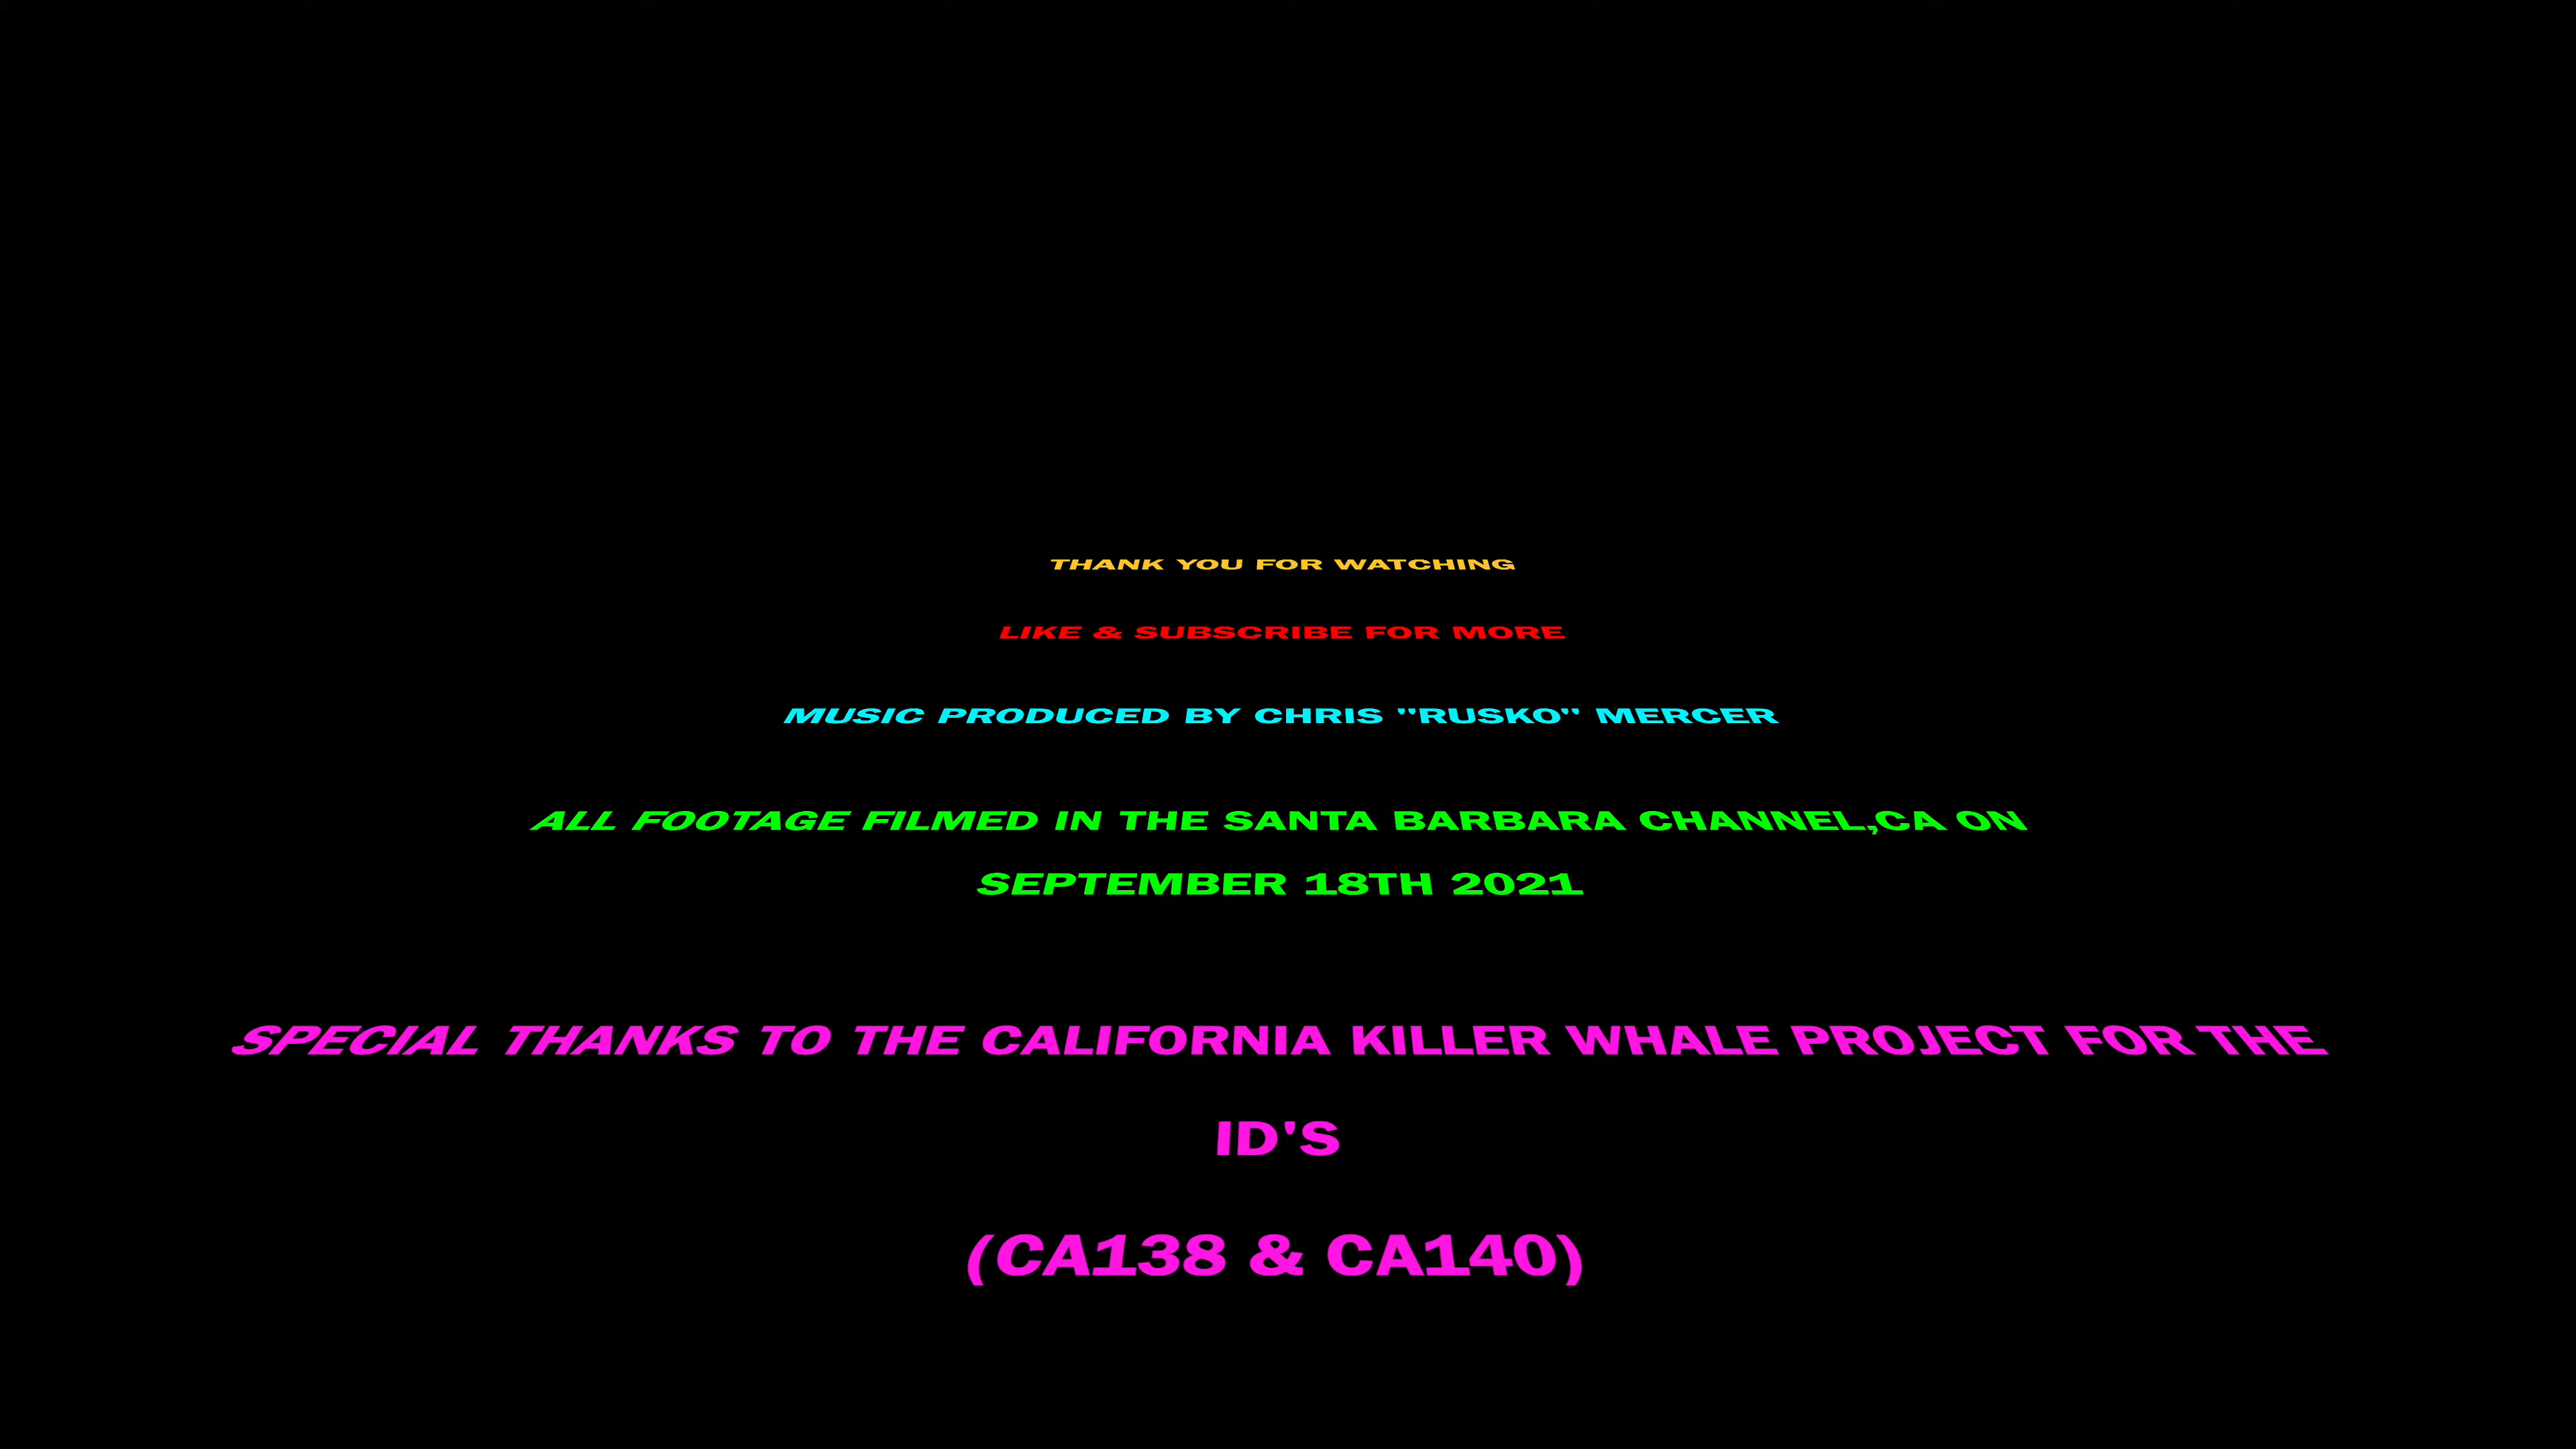 THANK YOU FOR WATCHING
LIKE & SUBSCRIBE FOR MORE
MUSIC PRODUCED BY CHRIS "RUSKO" MERCER
ALL FOOTAGE FILMED IN THE SANTA BARBARA CHANNEL,CA ON
SEPTEMBER 18TH 2021
SPECIAL THANKS TO THE CALIFORNIA KILLER WHALE PROJECT FOR THE
ID'S
(CA138 & CA140)